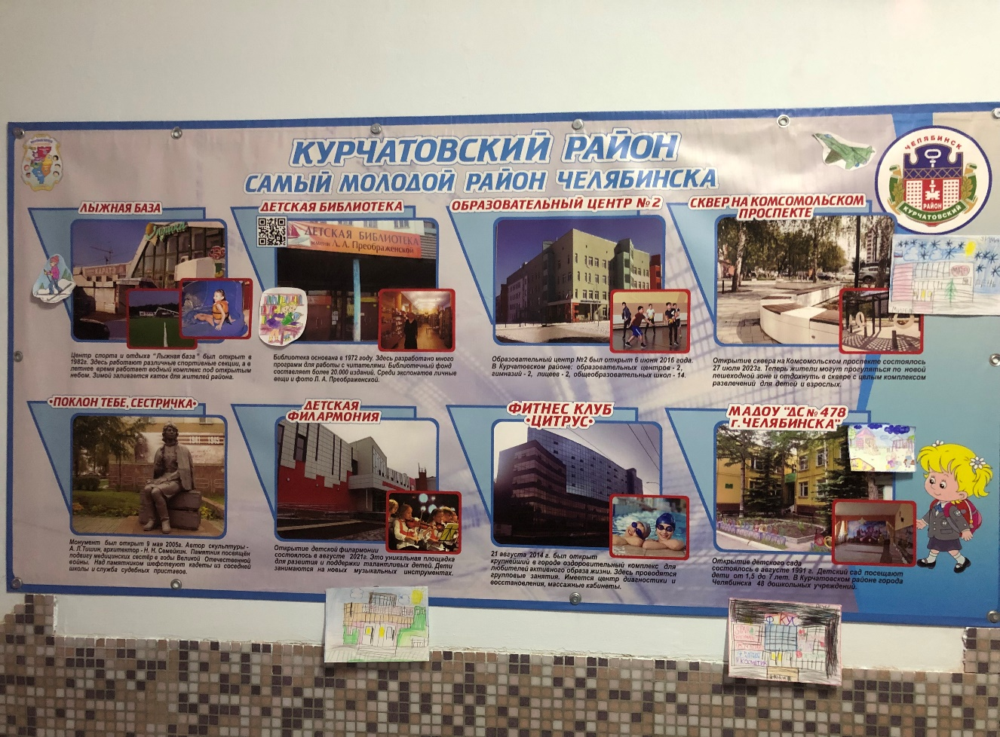 КУРЧАТОВСКИЙ РАЙОН
САМЫЙ МОЛОДОЙ РАЙОН ЧЕЛЯБИНСКА
ЧЕЛЯБИНСК
РАЙОН
КУРЧАТОВСКИЙ
ЛЫЖНАЯ БАЗА
КАРАТЭ
Центр спорта и отдыха "Лыжная база" был открыт в
1982г. Здесь работают различные спортивные секции, а в
летнее время работает водный комплекс под открытым
небом. Зимой заливается каток для жителей района.
ДЕТСКАЯ БИБЛИОТЕКА
ДЕТСКАЯ БИБЛИОТЕКА
имени Л. А. Преображенской
Библиотека основана в 1972 году. Здесь разработано много
программ для работы с читателями. Библиотечный фонд
составляет более 20.000 изданий. Среди экспонатов личные
вещи и фото Л. А. Преображенской.
ОБРАЗОВАТЕЛЬНЫЙ ЦЕНТР №2
Образовательный центр №2 был открыт 6 июня 2016 года.
В Курчатовском районе: образовательных центров - 2,
гимназий - 2, лицеев - 2, общеобразовательных школ - 14.
СКВЕР НА КОМСОМОЛЬСКОМ
ПРОСПЕКТЕ
Открытие сквера на Комсомольском проспекте состоялось
27 июля 2023г. Теперь жители могут прогуляться по новой
пешеходной зоне и отдохнуть в сквере с целым комплексом
развлечений для детей и взрослых.
•ПОКЛОН ТЕБЕ, СЕСТРИЧКА•
1941 1945
Монумент был открыт 9 мая 2005г. Автор скульптуры -
А. Л.Тишин, архитектор - Н. Н. Семейкин. Памятник посвящён
подвигу медицинских сестёр в годы Великой Отечественной
войны. Над памятником шефствуют кадеты из соседней
школы и служба судебных приставов.
ДЕТСКАЯ
ФИЛАРМОНИЯ
Открытие детской филармонии
состоялось в августе 2021г. Это уникальная площадка
для развития и поддержки талантливых детей. Дети
занимаются на новых музыкальных инструментах.
ФИТНЕС КЛУБ
•ЦИТРУС•
21 августа 2014 г. был открыт
крупнейший в городе оздоровительный комплекс для
любителей активного образа жизни. Здесь проводятся
групповые занятия. Имеется центр диагностики и
восстановления, массажные кабинеты.
МАДОУ "ДС № 478
г. ЧЕЛЯБИНСКА"
Открытие детского сада
состоялось в августе 1991 г. Детский сад посещают
дети от 1,5 до 7 лет. В Курчатовском районе города
Челябинска 48 дошкольных учреждений.